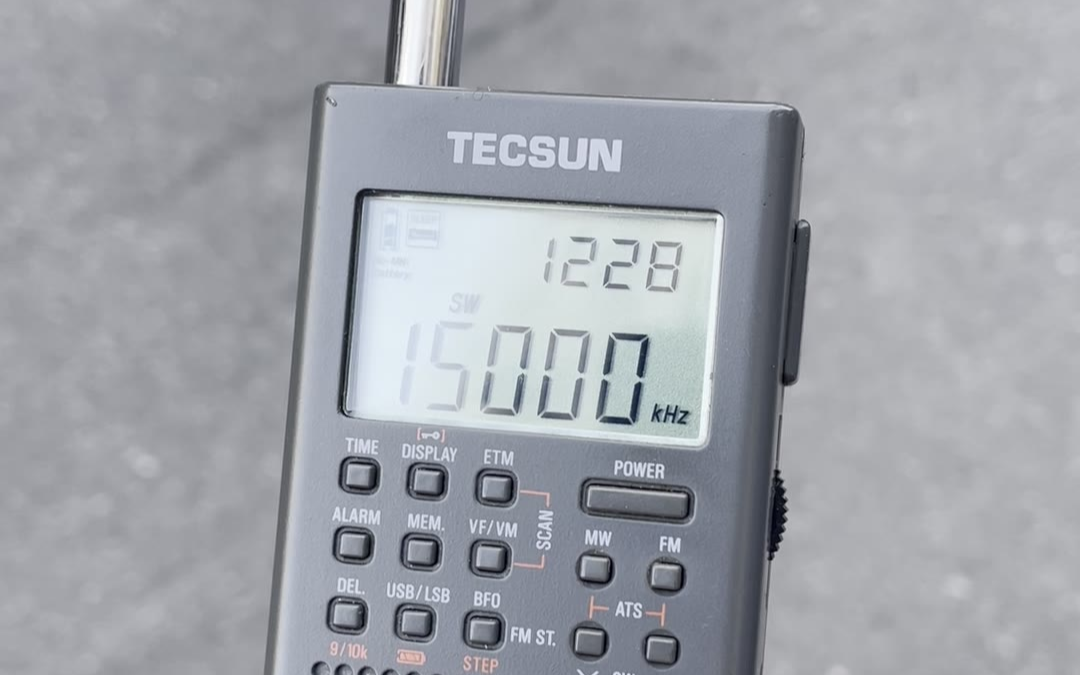 TECSUN
1228
SW
15000 kHz
TIME
DISPLAY
ETM
POWER
ALARM
MEM.
VF/VM
SCAN
MW
FM
DEL.
USB/LSB
BFO
FM ST.
ATS
9/10k
STEP